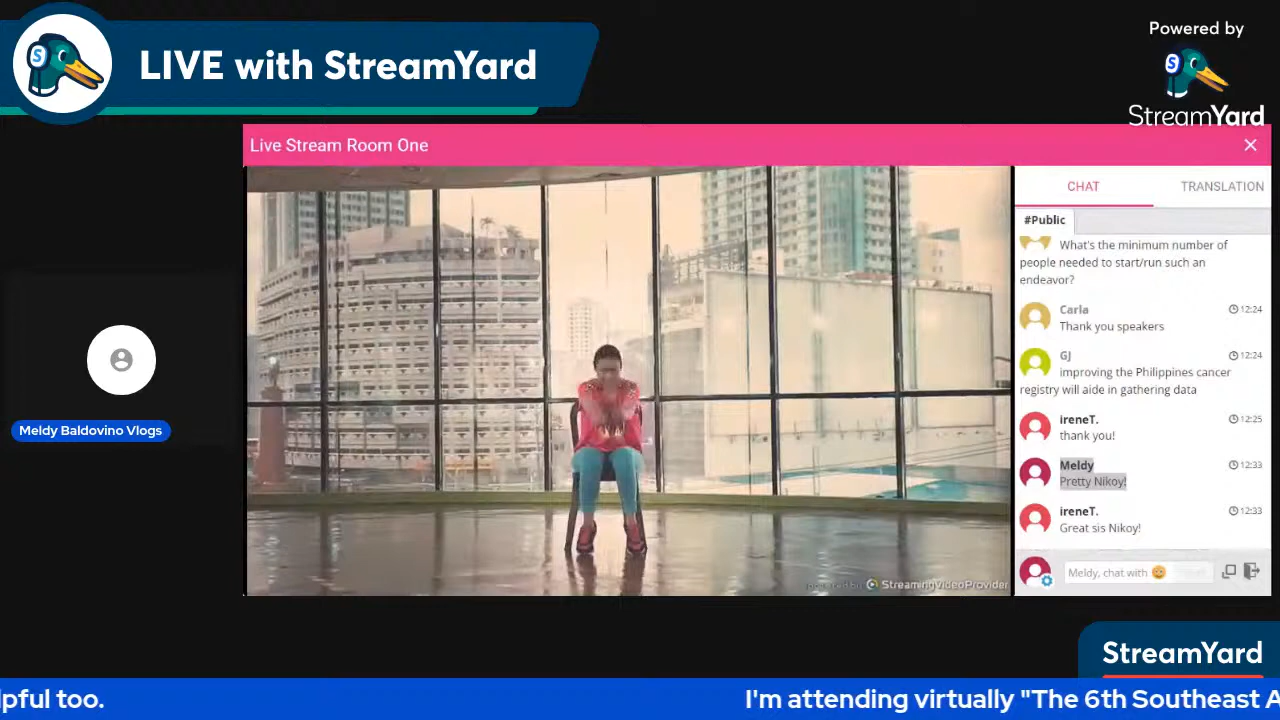 LIVE with StreamYard
Powered by
StreamYard
Live Stream Room One
CHAT
TRANSLATION
#Public
What's the minimum number of
people needed to start/run such an
endeavor?
Carla 12:24
Thank you speakers
GJ 12:24
improving the Philippines cancer
registry will aide in gathering data
ireneT. 12:25
thank you!
Meldy 12:33
Pretty Nikoy!
ireneT. 12:33
Great sis Nikoy!
Meldy, chat with
Meldy Baldovino Vlogs
StreamingVideoProvider
StreamYard
pful too.
I'm attending virtually "The 6th Southeast A